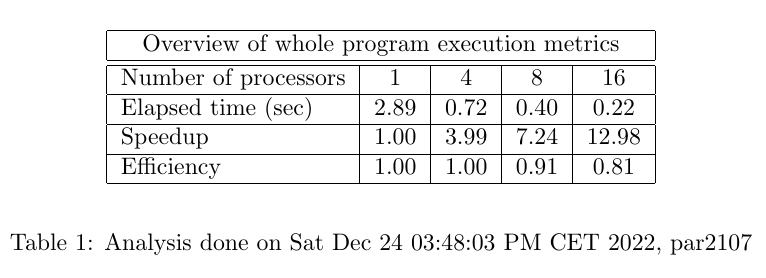 Overview of whole program execution metrics
Number of processors 1 4 8 16
Elapsed time (sec) 2.89 0.72 0.40 0.22
Speedup 1.00 3.99 7.24 12.98
Efficiency 1.00 1.00 0.91 0.81
Table 1: Analysis done on Sat Dec 24 03:48:03 PM CET 2022, par2107